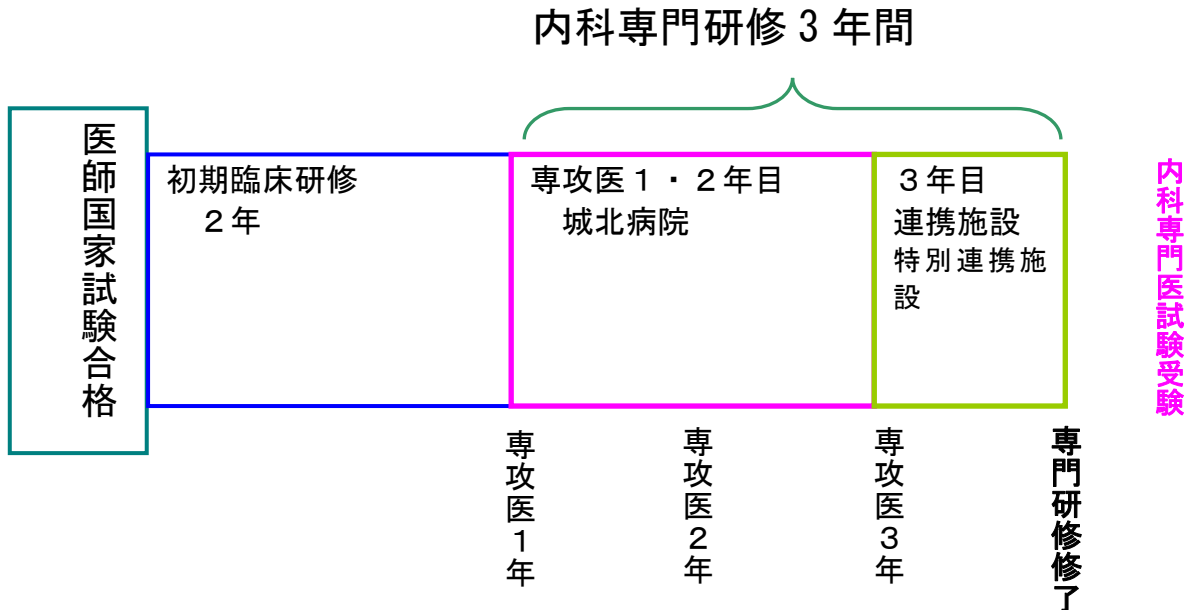 内科専門研修3年間
医師国家試験合格
初期臨床研修
2年
専攻医1・2年目
城北病院
3年目
連携施設
特別連携施
設
内科専門医試験受験
専攻医1年
専攻医2年
専攻医3年
専門研修修了